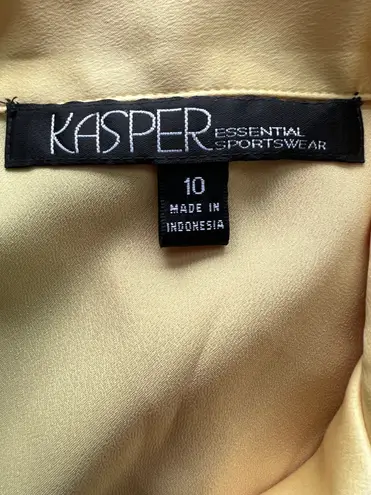 KASPER ESSENTIAL
SPORTSWEAR
10
MADE IN
INDONESIA